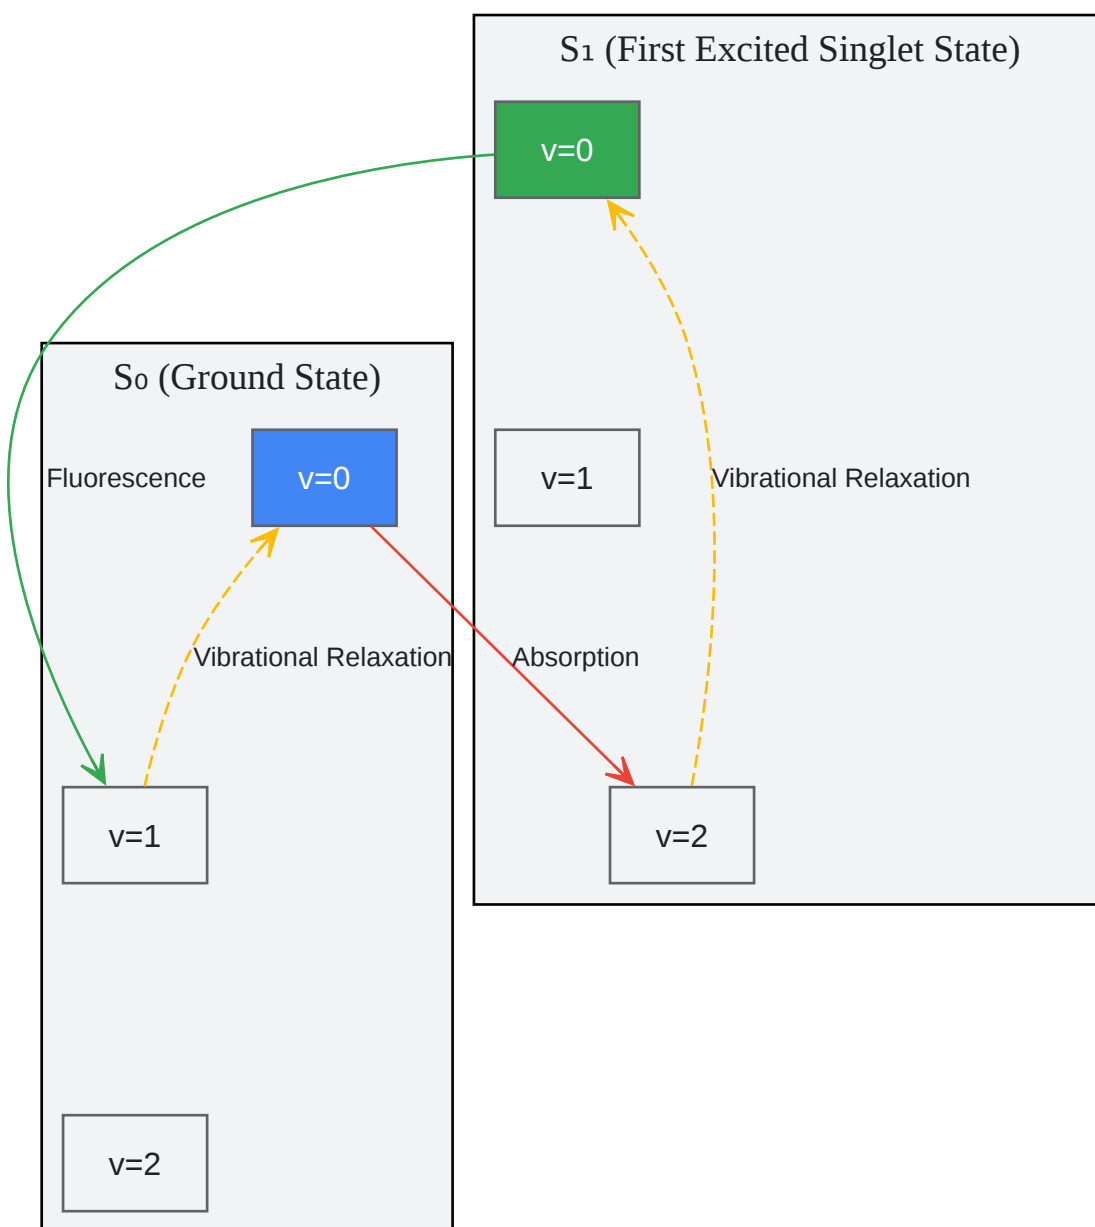 S₁ (First Excited Singlet State)
v=0
S₀ (Ground State)
Fluorescence
v=0
v=1
Vibrational Relaxation
Vibrational Relaxation
Absorption
v=1
v=2
v=2